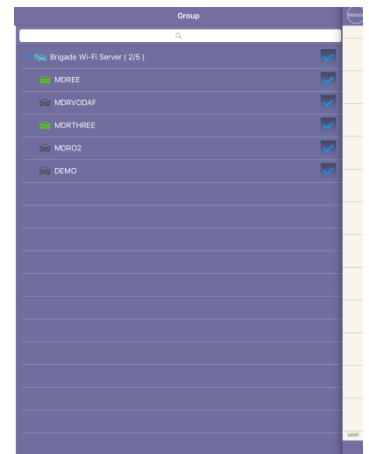 Group
Brigade Wi-Fi Server ( 2/5 )
MDREE
MDRVODAF
MDRTHREE
MDRO2
DEMO